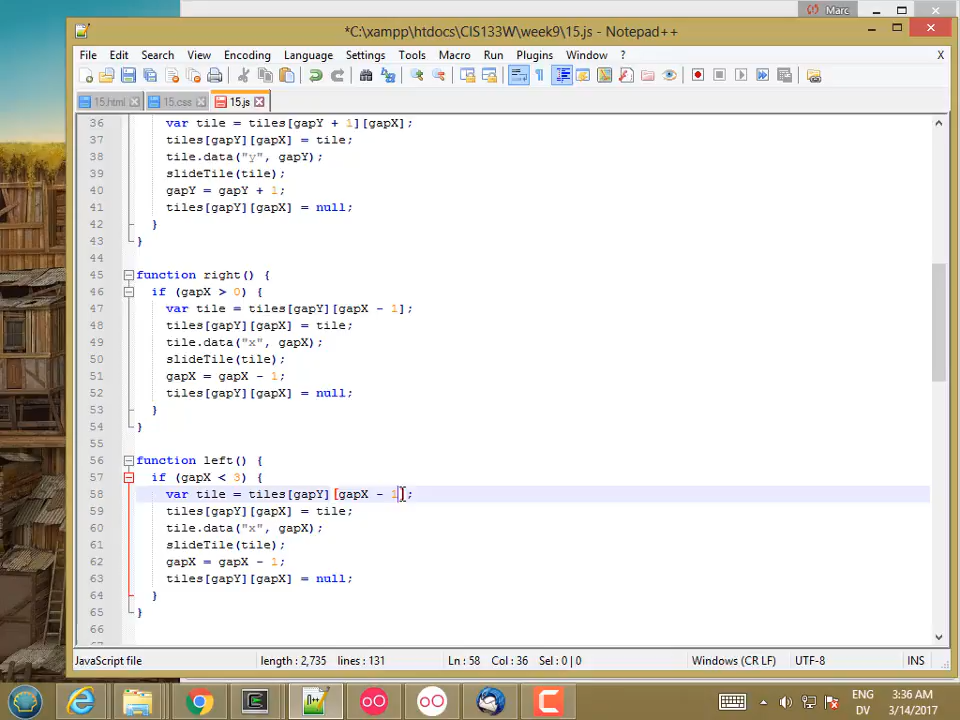 Marc
*C:\xampp\htdocs\CIS133W\week9\15.js - Notepad++
File Edit Search View Encoding Language Settings Tools Macro Run Plugins Window ? X
15.html 15.css 15.js
36 var tile = tiles[gapY + 1][gapX];
37 tiles[gapY][gapX] = tile;
38 tile.data("y", gapY);
39 slideTile(tile);
40 gapY = gapY + 1;
41 tiles[gapY][gapX] = null;
42 }
43 }
44
45 function right() {
46 if (gapX > 0) {
47 var tile = tiles[gapY][gapX - 1];
48 tiles[gapY][gapX] = tile;
49 tile.data("x", gapX);
50 slideTile(tile);
51 gapX = gapX - 1;
52 tiles[gapY][gapX] = null;
53 }
54 }
55
56 function left() {
57 if (gapX < 3) {
58 var tile = tiles[gapY][gapX - 1];
59 tiles[gapY][gapX] = tile;
60 tile.data("x", gapX);
61 slideTile(tile);
62 gapX = gapX - 1;
63 tiles[gapY][gapX] = null;
64 }
65 }
66
JavaScript file length : 2,735 lines : 131 Ln : 58 Col : 36 Sel : 0 | 0 Windows (CR LF) UTF-8 INS
ENG 3:36 AM
DV 3/14/2017